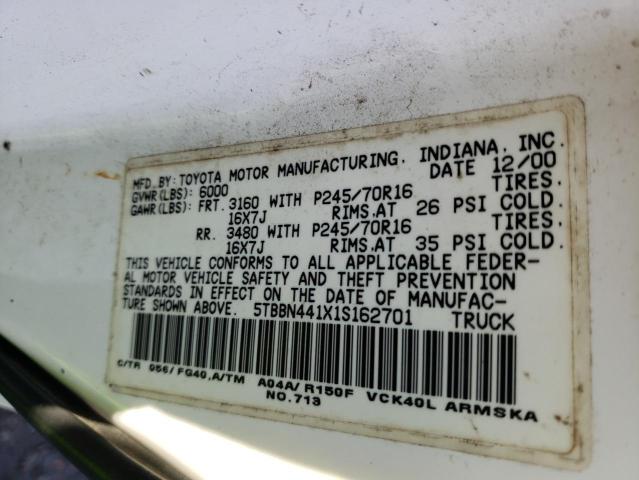 MFD. BY: TOYOTA MOTOR MANUFACTURING, INDIANA, INC.
GVWR(LBS): 6000 DATE 12/00
GAWR(LBS): FRT. 3160 WITH P245/70R16 TIRES.
16X7J RIMS.AT 26 PSI COLD.
RR. 3480 WITH P245/70R16 TIRES.
16X7J RIMS.AT 35 PSI COLD.
THIS VEHICLE CONFORMS TO ALL APPLICABLE FEDER-
AL MOTOR VEHICLE SAFETY AND THEFT PREVENTION
STANDARDS IN EFFECT ON THE DATE OF MANUFAC-
TURE SHOWN ABOVE. 5TBBN441X1S162701 TRUCK
C/TR 056/FG40,A/TM A04A/R150F VCK40L ARMSKA
NO.713